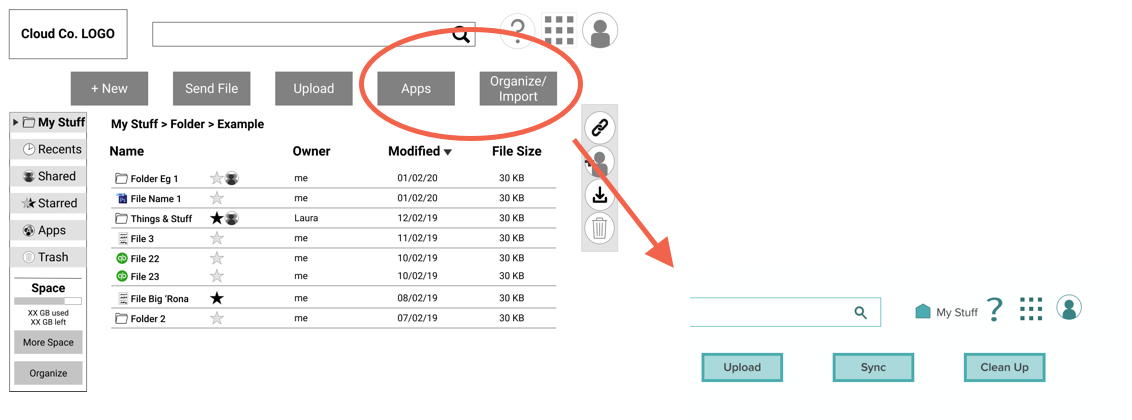 Cloud Co. LOGO
?
+ New
Send File
Upload
Apps
Organize/
Import
My Stuff
Recents
Shared
Starred
Apps
Trash
Space
XX GB used
XX GB left
More Space
Organize
My Stuff > Folder > Example
Name Owner Modified File Size
Folder Eg 1 me 01/02/20 30 KB
File Name 1 me 01/02/20 30 KB
Things & Stuff Laura 12/02/19 30 KB
File 3 me 11/02/19 30 KB
qb File 22 me 10/02/19 30 KB
qb File 23 me 10/02/19 30 KB
File Big 'Rona me 08/02/19 30 KB
Folder 2 me 07/02/19 30 KB
My Stuff ?
Upload
Sync
Clean Up